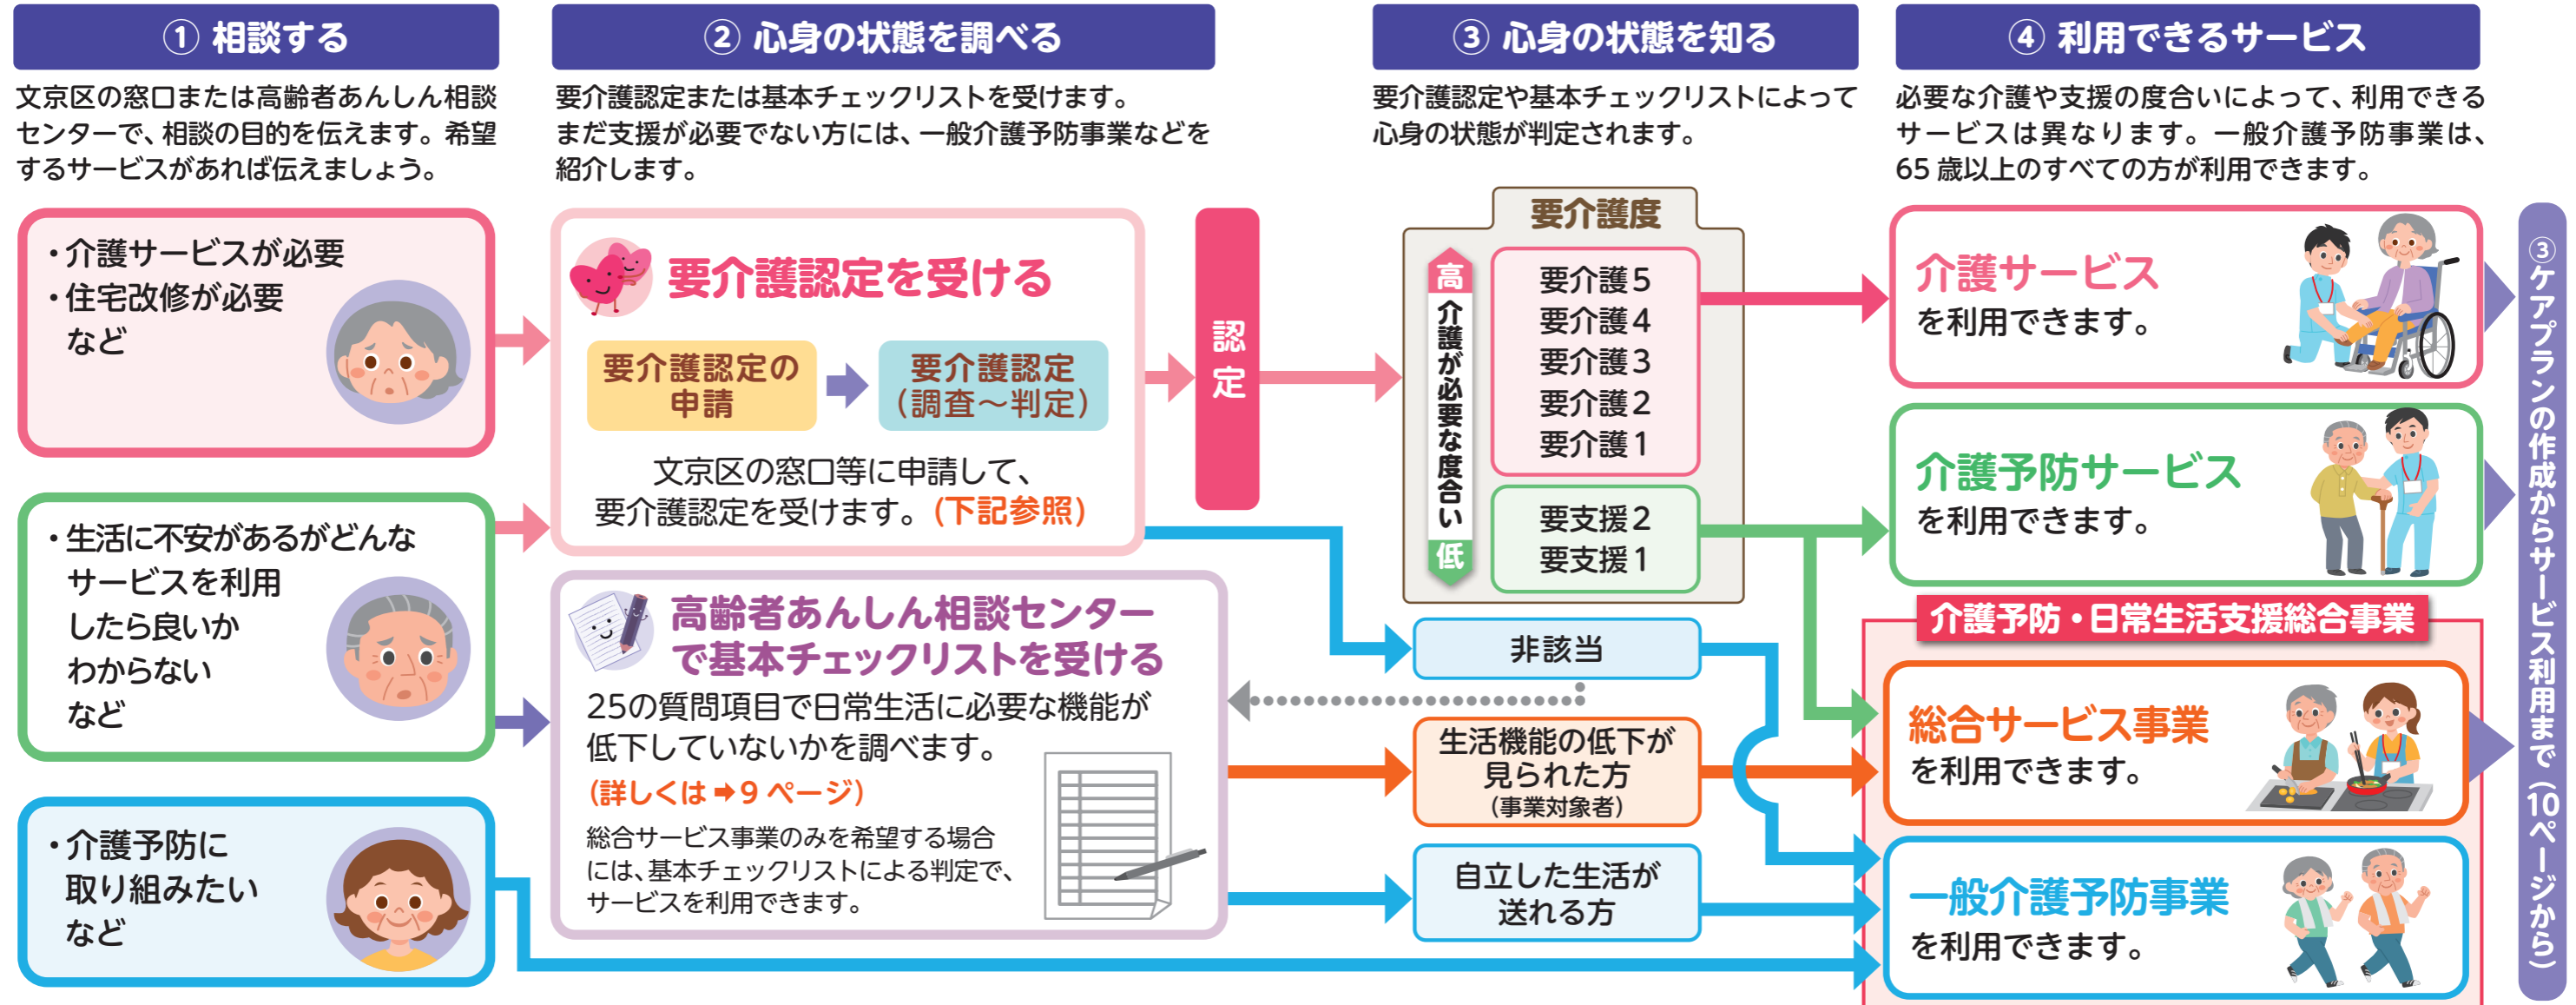 ① 相談する
文京区の窓口または高齢者あんしん相談
センターで、相談の目的を伝えます。希望
するサービスがあれば伝えましょう。
・介護サービスが必要
・住宅改修が必要
など
・生活に不安があるがどんな
サービスを利用
したら良いか
わからない
など
・介護予防に
取り組みたい
など
② 心身の状態を調べる
要介護認定または基本チェックリストを受けます。
まだ支援が必要でない方には、一般介護予防事業などを
紹介します。
要介護認定を受ける
要介護認定の
申請
要介護認定
（調査～判定）
文京区の窓口等に申請して、
要介護認定を受けます。（下記参照）
認定
高齢者あんしん相談センター
で基本チェックリストを受ける
25の質問項目で日常生活に必要な機能が
低下していないかを調べます。
（詳しくは➡9 ページ）
総合サービス事業のみを希望する場合
には、基本チェックリストによる判定で、
サービスを利用できます。
③ 心身の状態を知る
要介護認定や基本チェックリストによって
心身の状態が判定されます。
要介護度
高
介護が必要な度合い
低
要介護5
要介護4
要介護3
要介護2
要介護1
要支援2
要支援1
非該当
生活機能の低下が
見られた方
（事業対象者）
自立した生活が
送れる方
④ 利用できるサービス
必要な介護や支援の度合いによって、利用できる
サービスは異なります。一般介護予防事業は、
65 歳以上のすべての方が利用できます。
介護サービス
を利用できます。
介護予防サービス
を利用できます。
介護予防・日常生活支援総合事業
総合サービス事業
を利用できます。
一般介護予防事業
を利用できます。
③ケアプランの作成からサービス利用まで（10ページから）